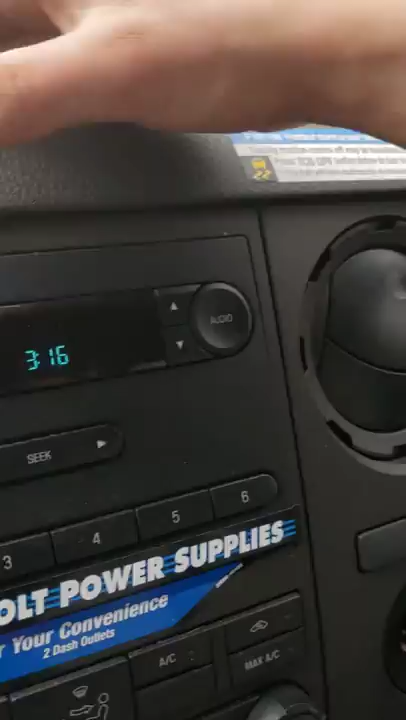 AUDIO
3:16
SEEK
3 4 5 6
OLT POWER SUPPLIES
r Your Convenience
2 Dash Outlets
A/C
MAX A/C